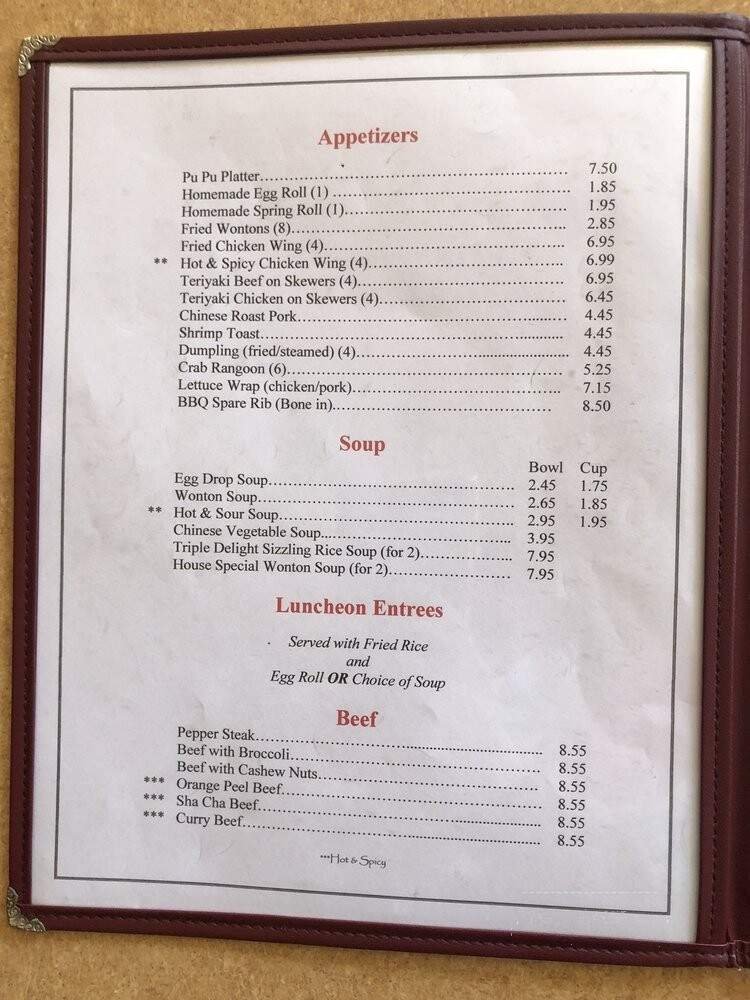 Appetizers
Pu Pu Platter 7.50
Homemade Egg Roll (1) 1.85
Homemade Spring Roll (1) 1.95
Fried Wontons (8) 2.85
Fried Chicken Wing (4) 6.95
** Hot & Spicy Chicken Wing (4) 6.99
Teriyaki Beef on Skewers (4) 6.95
Teriyaki Chicken on Skewers (4) 6.45
Chinese Roast Pork 4.45
Shrimp Toast 4.45
Dumpling (fried/steamed) (4) 4.45
Crab Rangoon (6) 5.25
Lettuce Wrap (chicken/pork) 7.15
BBQ Spare Rib (Bone in) 8.50
Soup
Bowl Cup
Egg Drop Soup 2.45 1.75
Wonton Soup 2.65 1.85
** Hot & Sour Soup 2.95 1.95
Chinese Vegetable Soup 3.95
Triple Delight Sizzling Rice Soup (for 2) 7.95
House Special Wonton Soup (for 2) 7.95
Luncheon Entrees
Served with Fried Rice
and
Egg Roll OR Choice of Soup
Beef
Pepper Steak 8.55
Beef with Broccoli 8.55
Beef with Cashew Nuts 8.55
*** Orange Peel Beef 8.55
*** Sha Cha Beef 8.55
*** Curry Beef 8.55
***Hot & Spicy